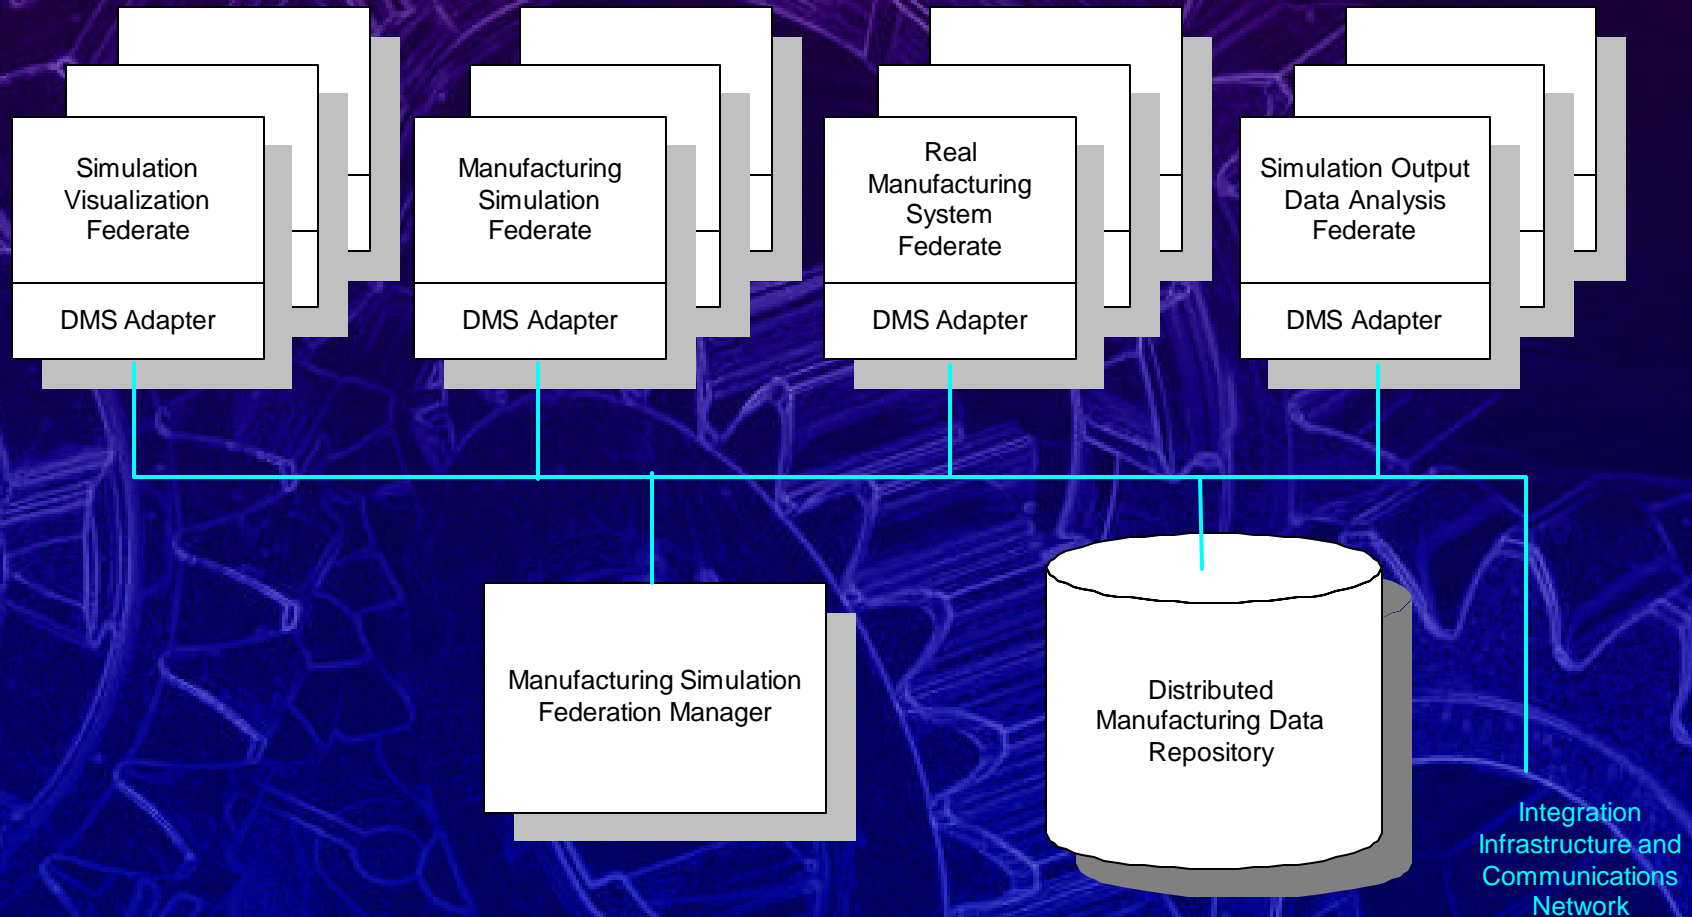 Simulation
Visualization
Federate
DMS Adapter
Manufacturing
Simulation
Federate
DMS Adapter
Real
Manufacturing
System
Federate
DMS Adapter
Simulation Output
Data Analysis
Federate
DMS Adapter
Manufacturing Simulation
Federation Manager
Distributed
Manufacturing Data
Repository
Integration
Infrastructure and
Communications
Network